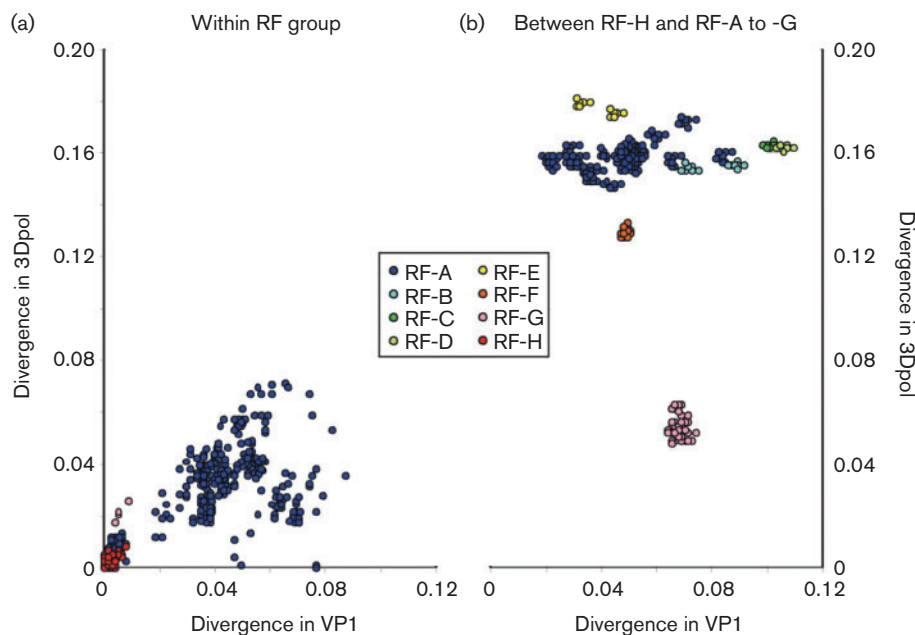 (a) Within RF group
(b) Between RF-H and RF-A to -G
Divergence in 3Dpol
0.20
0.16
0.12
0.08
0.04
0
0 0.04 0.08 0.12
Divergence in VP1
RF-A RF-E
RF-B RF-F
RF-C RF-G
RF-D RF-H
0.20
0.16
0.12
0.08
0.04
0
Divergence in 3Dpol
0 0.04 0.08 0.12
Divergence in VP1